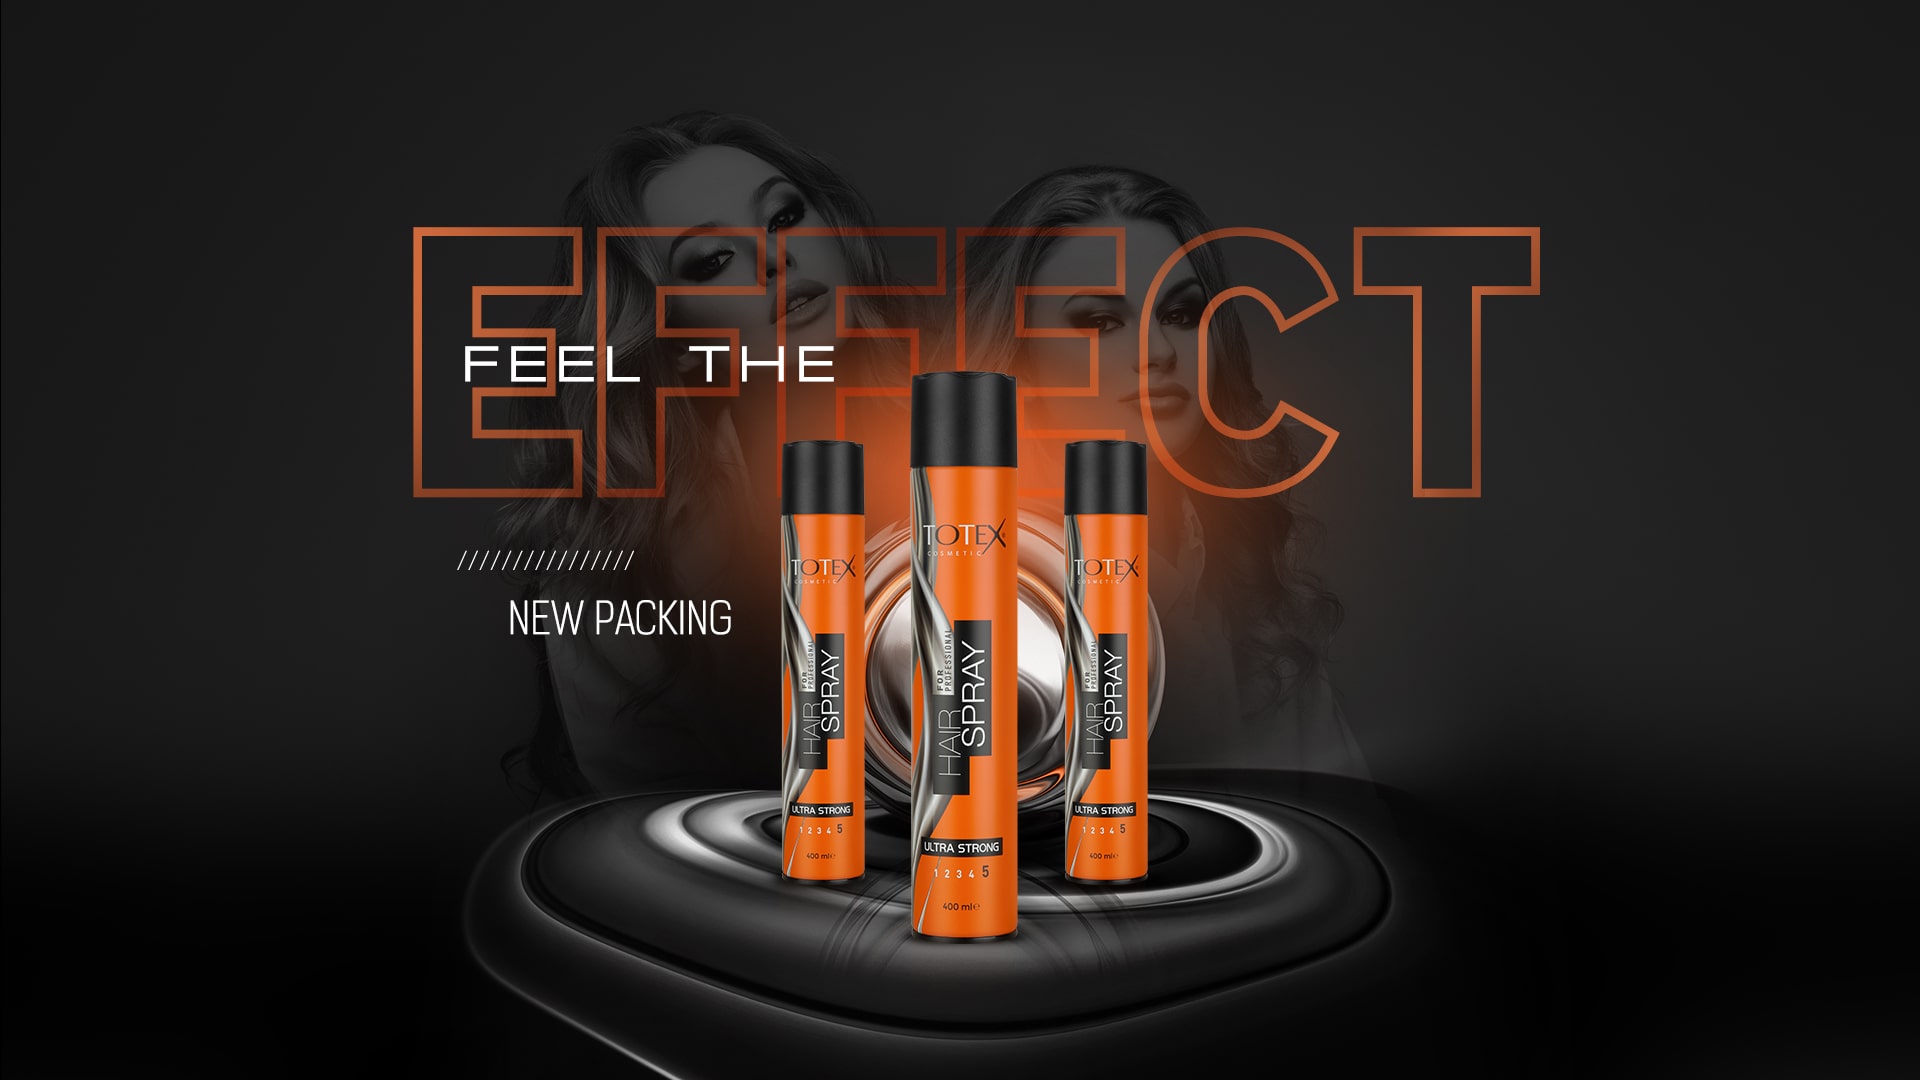 EFFECT
FEEL THE
NEW PACKING
TOTEX®
COSMETIC
FOR
PROFESSIONAL
HAIR
SPRAY
ULTRA STRONG
1 2 3 4 5
400 ml ℮
TOTEX®
COSMETIC
FOR
PROFESSIONAL
HAIR
SPRAY
ULTRA STRONG
1 2 3 4 5
400 ml ℮
TOTEX®
COSMETIC
FOR
PROFESSIONAL
HAIR
SPRAY
ULTRA STRONG
1 2 3 4 5
400 ml ℮